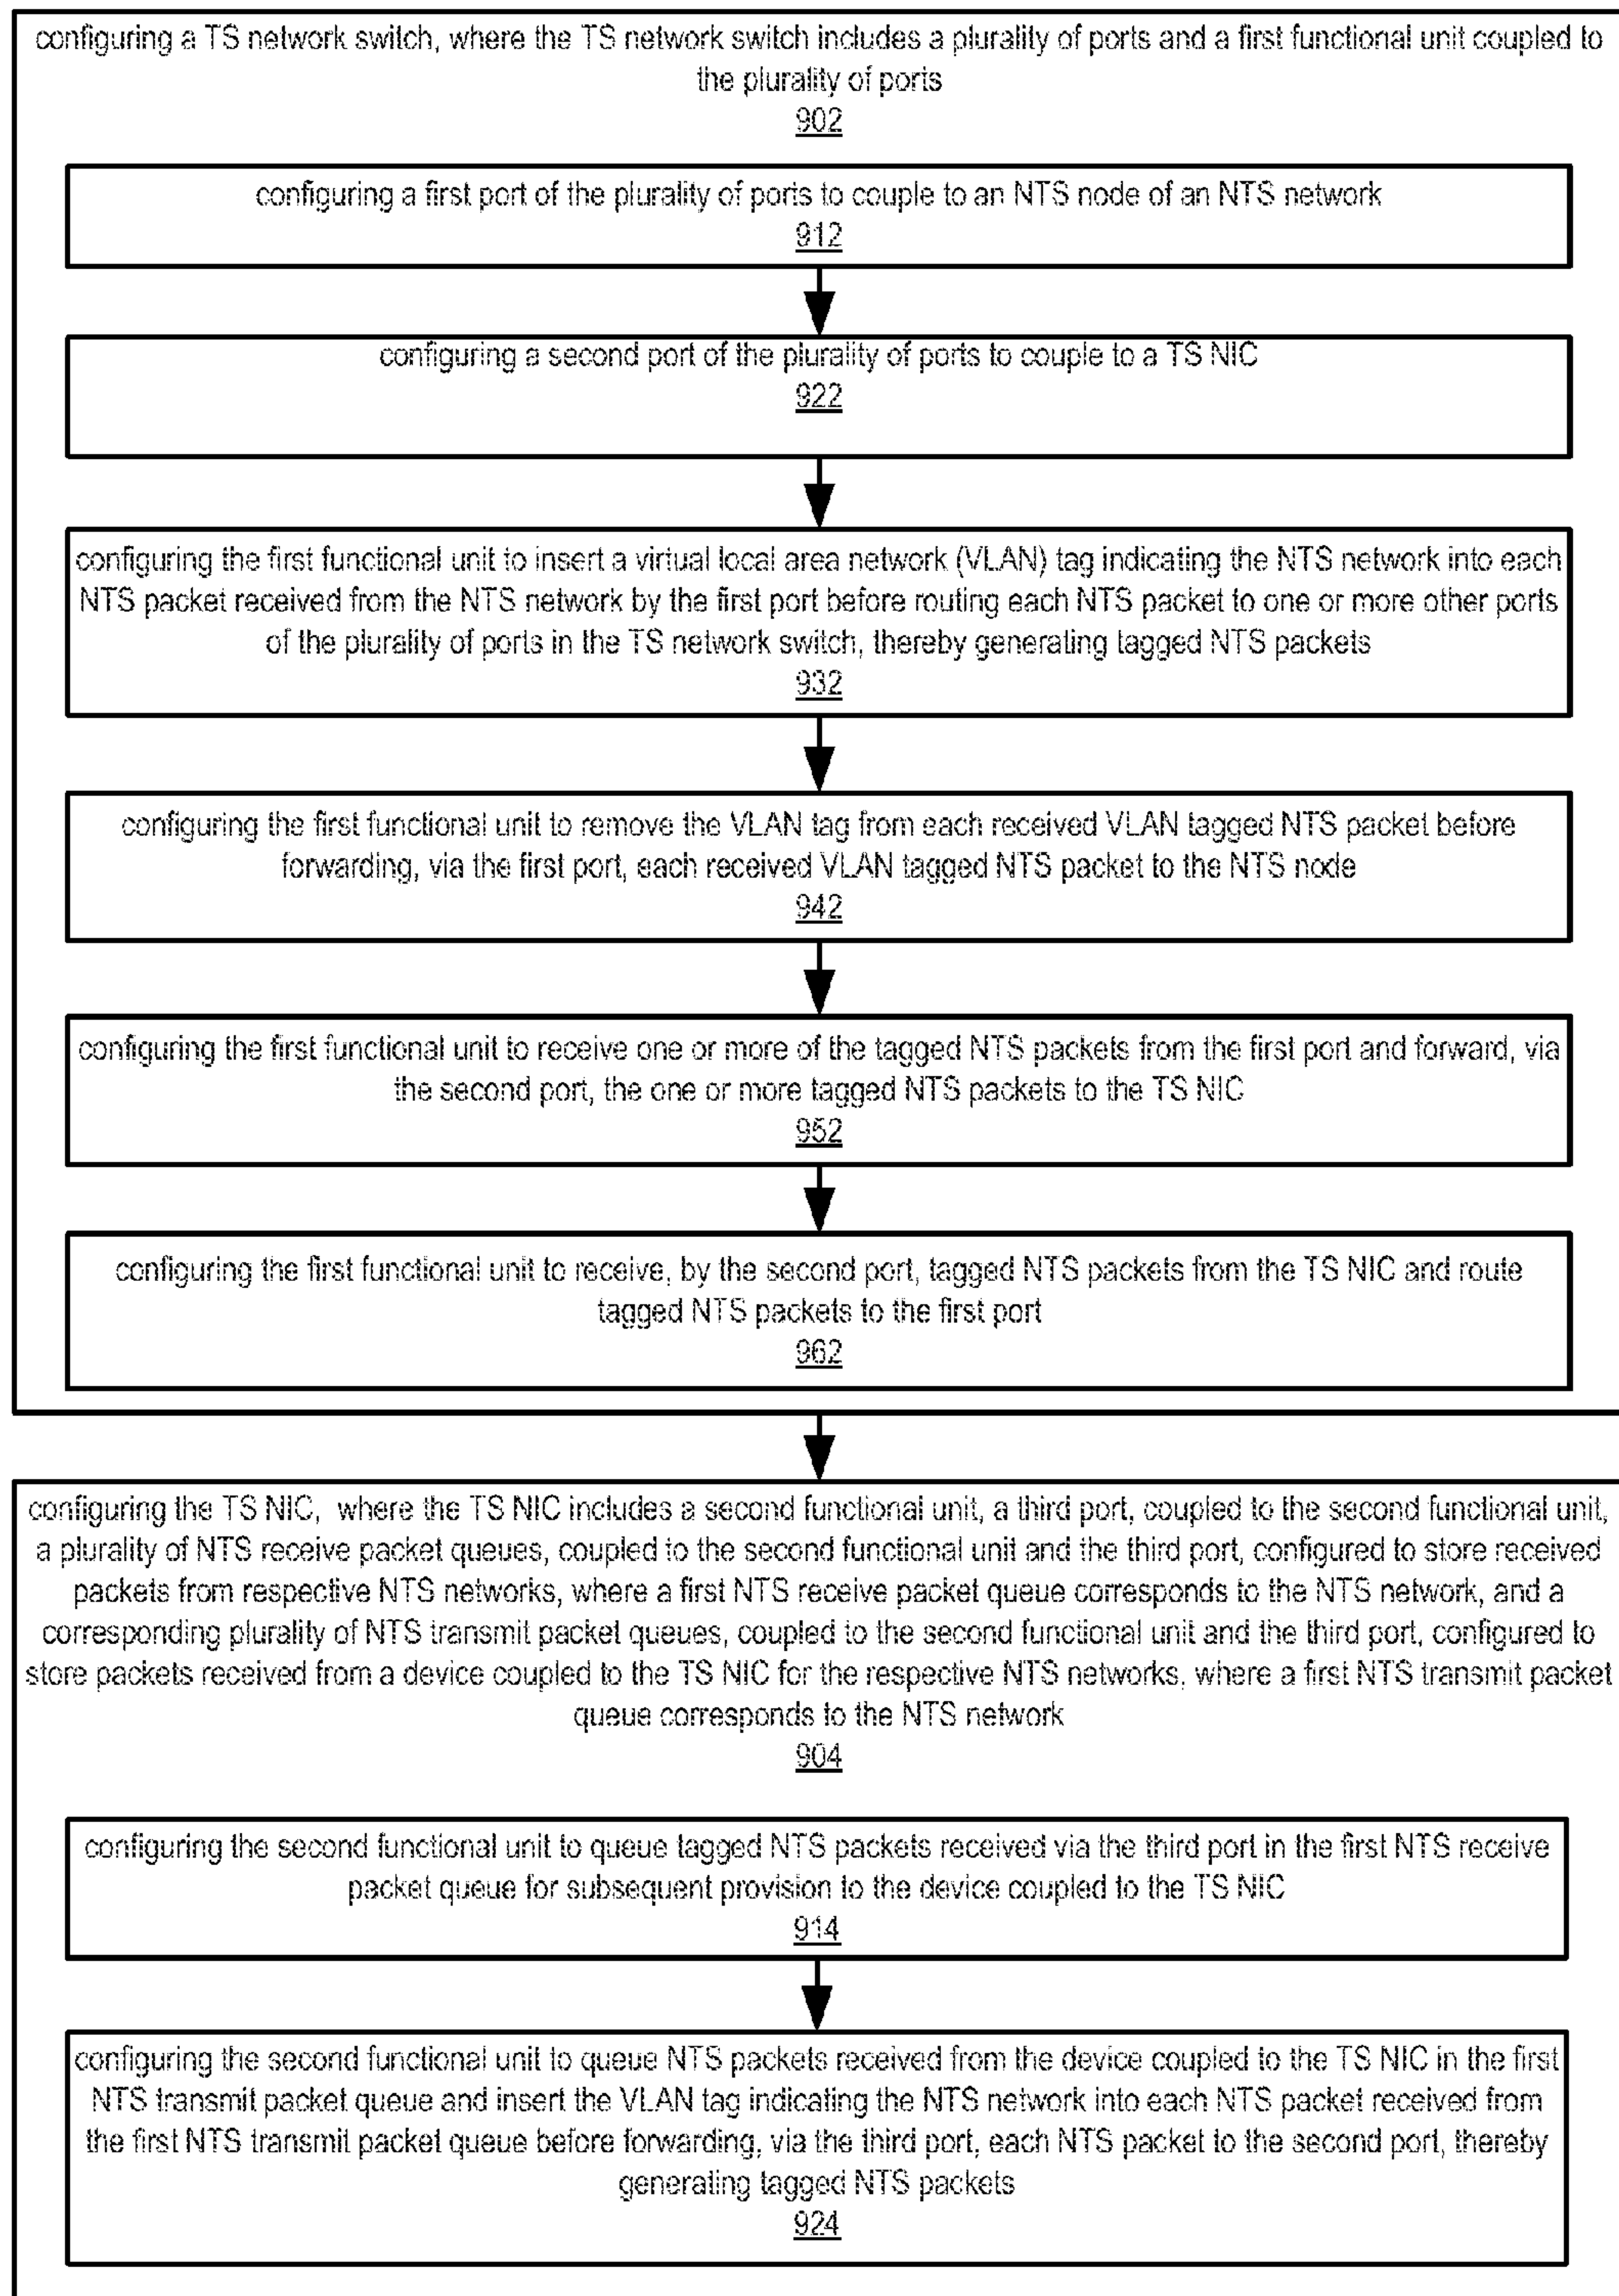 configuring a TS network switch, where the TS network switch includes a plurality of ports and a first functional unit coupled to
the plurality of ports
902
configuring a first port of the plurality of ports to couple to an NTS node of an NTS network
912
configuring a second port of the plurality of ports to couple to a TS NIC
922
configuring the first functional unit to insert a virtual local area network (VLAN) tag indicating the NTS network into each
NTS packet received from the NTS network by the first port before routing each NTS packet to one or more other ports
of the plurality of ports in the TS network switch, thereby generating tagged NTS packets
932
configuring the first functional unit to remove the VLAN tag from each received VLAN tagged NTS packet before
forwarding, via the first port, each received VLAN tagged NTS packet to the NTS node
942
configuring the first functional unit to receive one or more of the tagged NTS packets from the first port and forward, via
the second port, the one or more tagged NTS packets to the TS NIC
952
configuring the first functional unit to receive, by the second port, tagged NTS packets from the TS NIC and route
tagged NTS packets to the first port
962
configuring the TS NIC, where the TS NIC includes a second functional unit, a third port, coupled to the second functional unit,
a plurality of NTS receive packet queues, coupled to the second functional unit and the third port, configured to store received
packets from respective NTS networks, where a first NTS receive packet queue corresponds to the NTS network, and a
corresponding plurality of NTS transmit packet queues, coupled to the second functional unit and the third port, configured to
store packets received from a device coupled to the TS NIC for the respective NTS networks, where a first NTS transmit packet
queue corresponds to the NTS network
904
configuring the second functional unit to queue tagged NTS packets received via the third port in the first NTS receive
packet queue for subsequent provision to the device coupled to the TS NIC
914
configuring the second functional unit to queue NTS packets received from the device coupled to the TS NIC in the first
NTS transmit packet queue and insert the VLAN tag indicating the NTS network into each NTS packet received from
the first NTS transmit packet queue before forwarding, via the third port, each NTS packet to the second port, thereby
generating tagged NTS packets
924